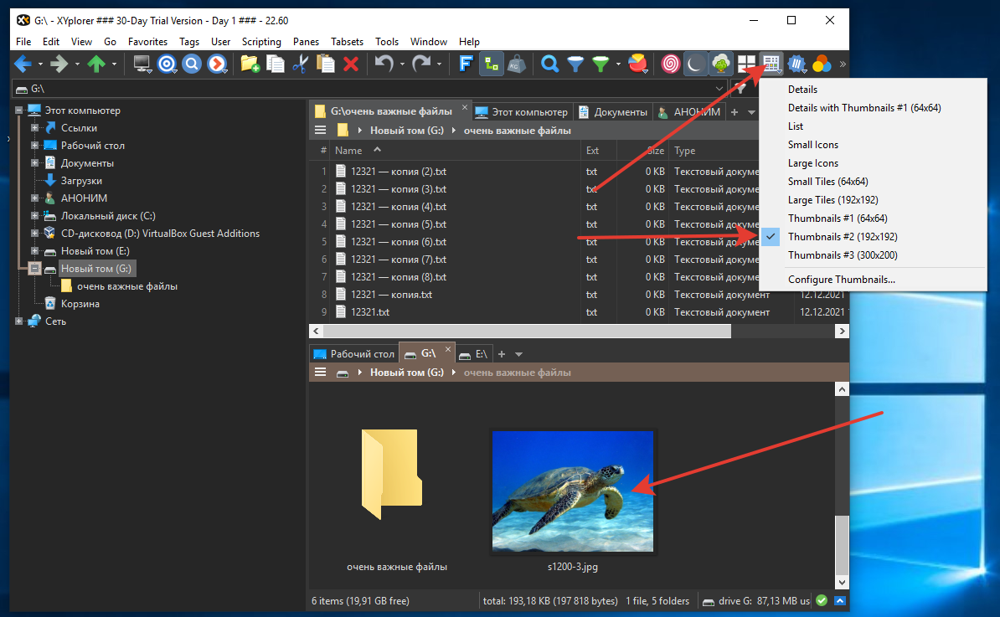 G:\ - XYplorer ### 30-Day Trial Version - Day 1 ### - 22.60
File Edit View Go Favorites Tags User Scripting Panes Tabsets Tools Window Help
G:\
Details
Details with Thumbnails #1 (64x64)
List
Small Icons
Large Icons
Small Tiles (64x64)
Large Tiles (192x192)
Thumbnails #1 (64x64)
Thumbnails #2 (192x192)
Thumbnails #3 (300x200)
Configure Thumbnails...
Этот компьютер
Ссылки
Рабочий стол
Документы
Загрузки
АНОНИМ
Локальный диск (C:)
CD-дисковод (D:) VirtualBox Guest Additions
Новый том (E:)
Новый том (G:)
очень важные файлы
Корзина
Сеть
G:\очень важные файлы Этот компьютер Документы АНОНИМ
Новый том (G:) очень важные файлы
# Name Ext Size Type
1 12321 — копия (2).txt txt 0 KB Текстовый докуме
2 12321 — копия (3).txt txt 0 KB Текстовый докуме
3 12321 — копия (4).txt txt 0 KB Текстовый докуме
4 12321 — копия (5).txt txt 0 KB Текстовый докуме
5 12321 — копия (6).txt txt 0 KB Текстовый докуме
6 12321 — копия (7).txt txt 0 KB Текстовый докуме
7 12321 — копия (8).txt txt 0 KB Текстовый докуме
8 12321 — копия.txt txt 0 KB Текстовый документ 12.12.2021
9 12321.txt txt 0 KB Текстовый документ 12.12.2021
Рабочий стол G:\ E:\
Новый том (G:) очень важные файлы
очень важные файлы
s1200-3.jpg
6 items (19,91 GB free) total: 193,18 KB (197 818 bytes) 1 file, 5 folders drive G: 87,13 MB us